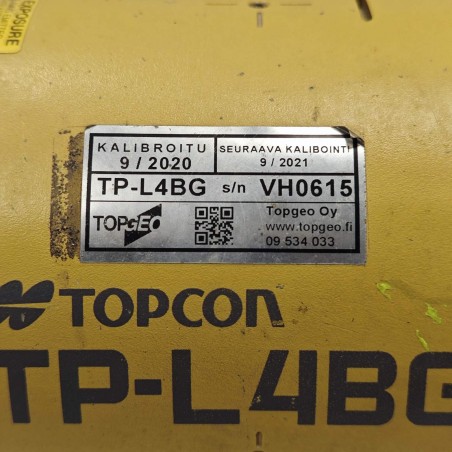 EXPOSURE
KALIBROITU
9 / 2020
SEURAAVA KALIBOINTI
9 / 2021
TP-L4BG s/n VH0615
TOPGEO
Topgeo Oy
www.topgeo.fi
09 534 033
TOPCON
TP-L4BG